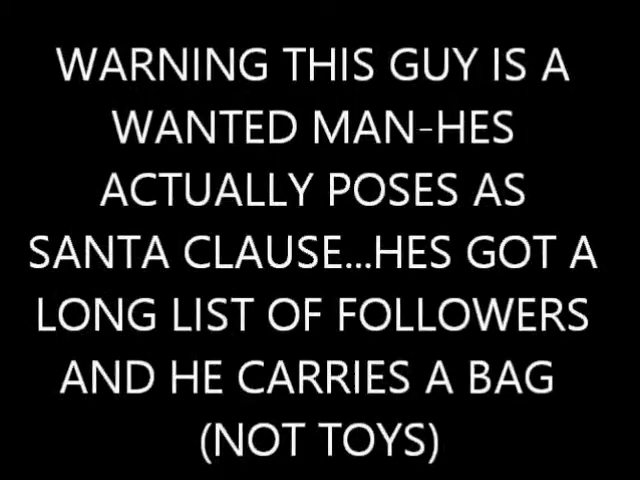 WARNING THIS GUY IS A
WANTED MAN-HES
ACTUALLY POSES AS
SANTA CLAUSE...HES GOT A
LONG LIST OF FOLLOWERS
AND HE CARRIES A BAG
(NOT TOYS)